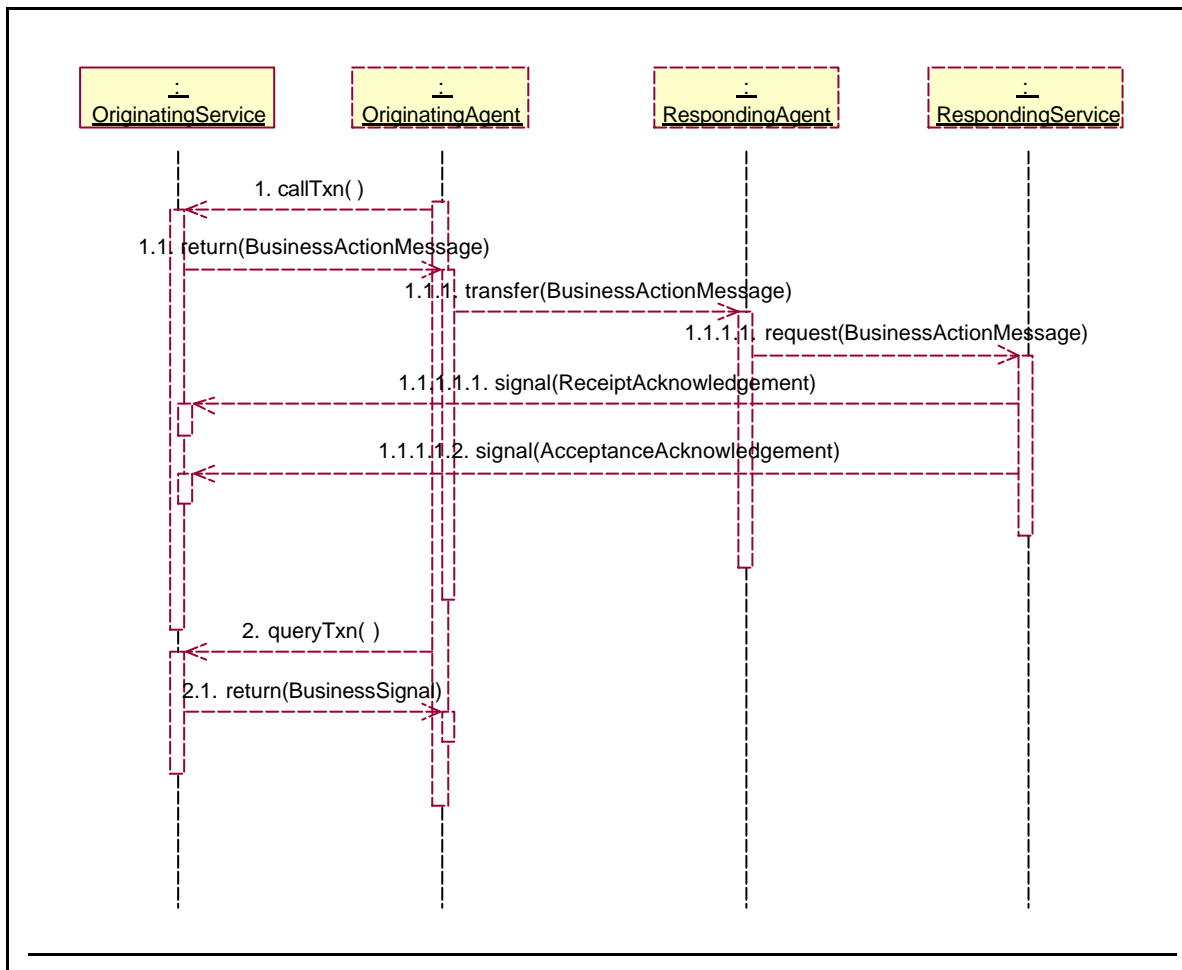 :
OriginatingService
:
OriginatingAgent
:
RespondingAgent
:
RespondingService
1. callTxn( )
1.1. return(BusinessActionMessage)
1.1.1. transfer(BusinessActionMessage)
1.1.1.1. request(BusinessActionMessage)
1.1.1.1.1. signal(ReceiptAcknowledgement)
1.1.1.1.2. signal(AcceptanceAcknowledgement)
2. queryTxn( )
2.1. return(BusinessSignal)